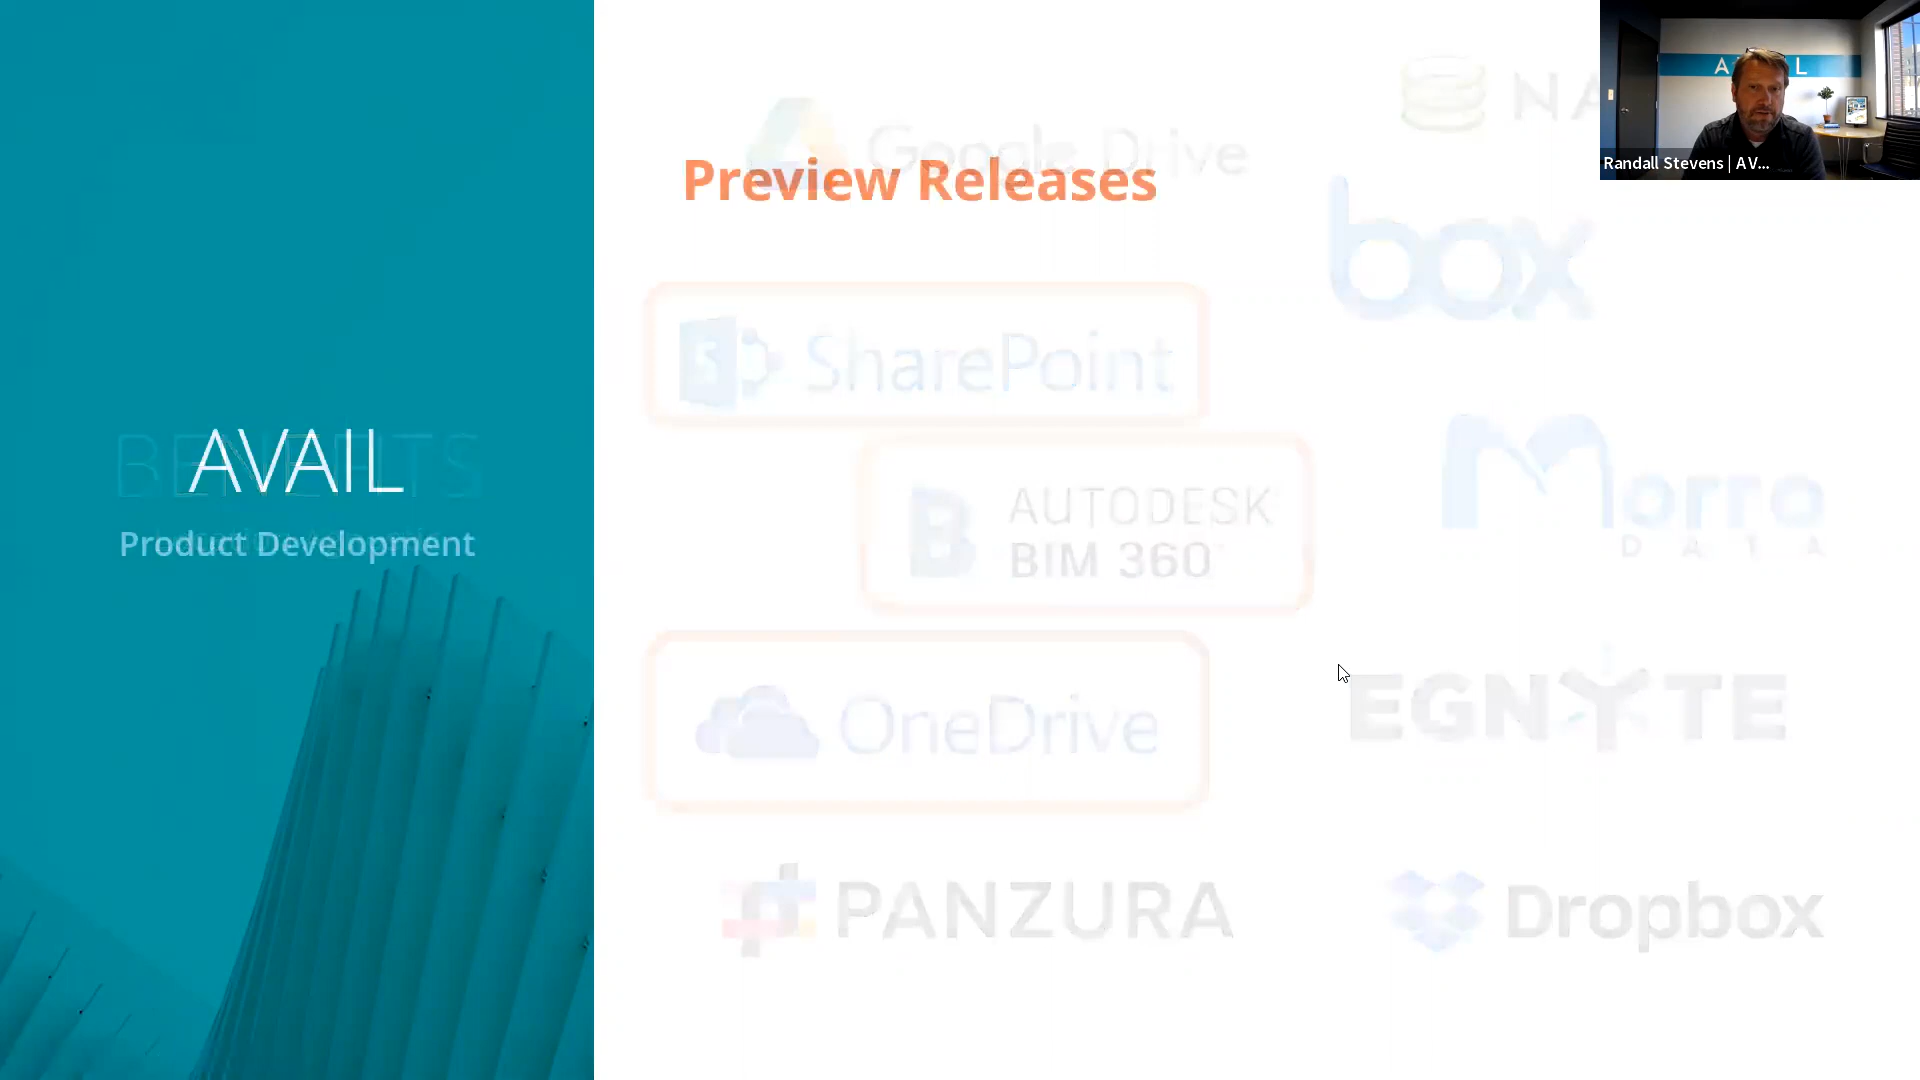 BENEFITS
AVAIL
Product Development
Google Drive
Preview Releases
NA
box
SharePoint
AUTODESK
BIM 360
Morro
DATA
OneDrive
EGNYTE
PANZURA
Dropbox
A L
Randall Stevens | AV...